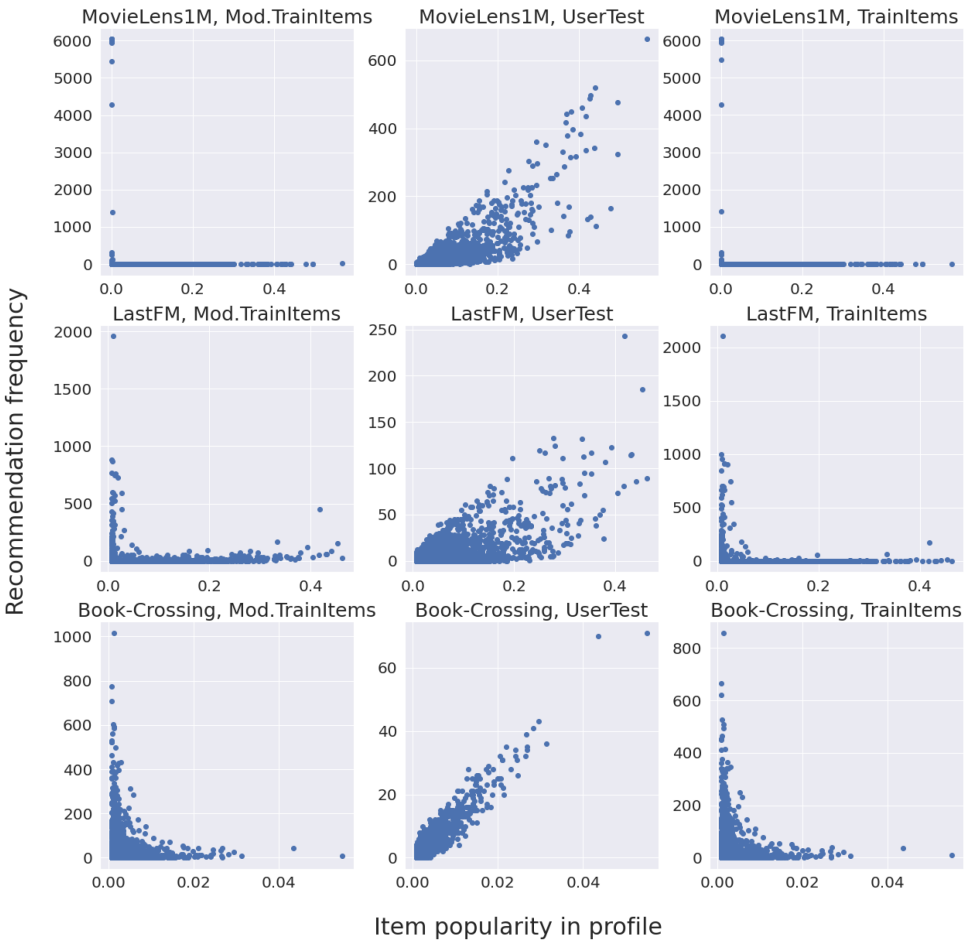 MovieLens1M, Mod.TrainItems
MovieLens1M, UserTest
MovieLens1M, TrainItems
6000
5000
4000
3000
2000
1000
0
0.0 0.2 0.4
600
400
200
0
0.0 0.2 0.4
6000
5000
4000
3000
2000
1000
0
0.0 0.2 0.4
LastFM, Mod.TrainItems
LastFM, UserTest
LastFM, TrainItems
2000
1500
1000
500
0
0.0 0.2 0.4
250
200
150
100
50
0
0.0 0.2 0.4
2000
1500
1000
500
0
0.0 0.2 0.4
Book-Crossing, Mod.TrainItems
Book-Crossing, UserTest
Book-Crossing, TrainItems
1000
800
600
400
200
0
0.00 0.02 0.04
60
40
20
0
0.00 0.02 0.04
800
600
400
200
0
0.00 0.02 0.04
Recommendation frequency
Item popularity in profile